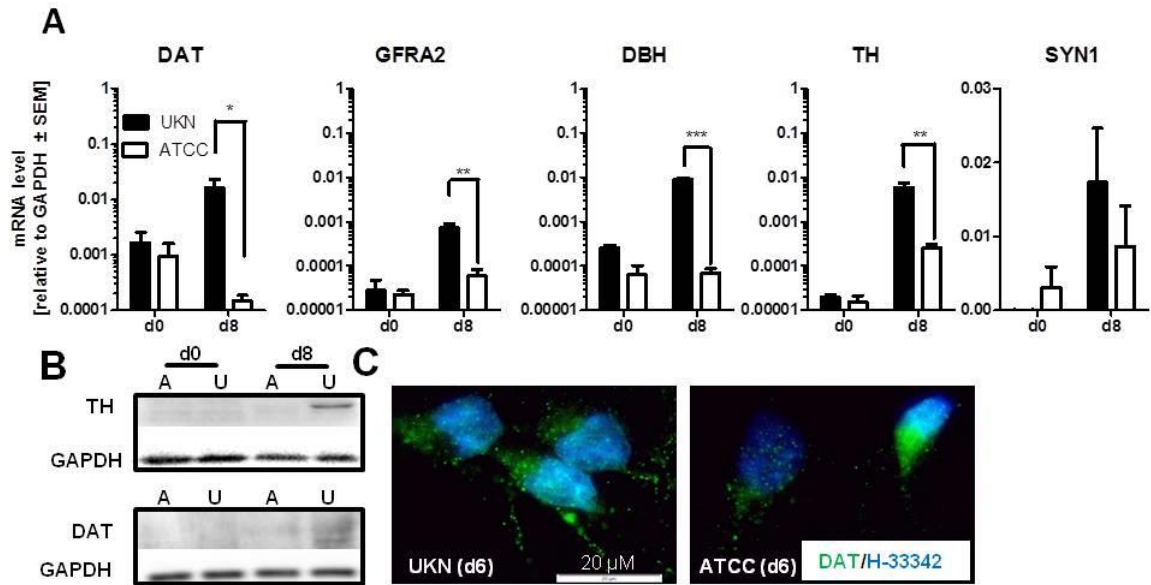 A
DAT
GFRA2
DBH
TH
SYN1
mRNA level
[relative to GAPDH ± SEM]
1
0.1
0.01
0.001
0.0001
0.00001
UKN
ATCC
*
d0
d8
1
0.1
0.01
0.001
0.0001
0.00001
**
d0
d8
1
0.1
0.01
0.001
0.0001
0.00001
***
d0
d8
1
0.1
0.01
0.001
0.0001
0.00001
**
d0
d8
0.03
0.02
0.01
0.00
d0
d8
B
d0 d8
A U A U
TH
GAPDH
A U A U
DAT
GAPDH
C
UKN (d6)
20 µM
ATCC (d6)
DAT/H-33342